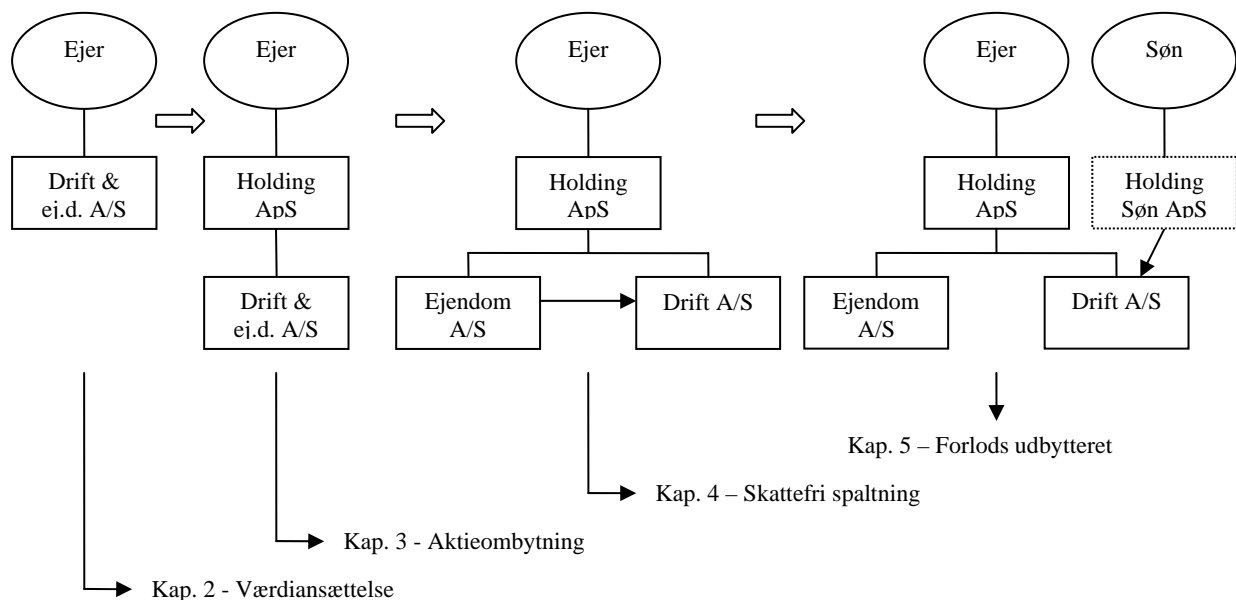 Ejer
Ejer
Ejer
Ejer
Søn
Drift &
ej.d. A/S
Holding
ApS
Holding
ApS
Holding
ApS
Holding
Søn ApS
Drift &
ej.d. A/S
Ejendom
A/S
Drift A/S
Ejendom
A/S
Drift A/S
Kap. 5 – Forlods udbytteret
Kap. 4 – Skattefri spaltning
Kap. 3 - Aktieombytning
Kap. 2 - Værdiansættelse